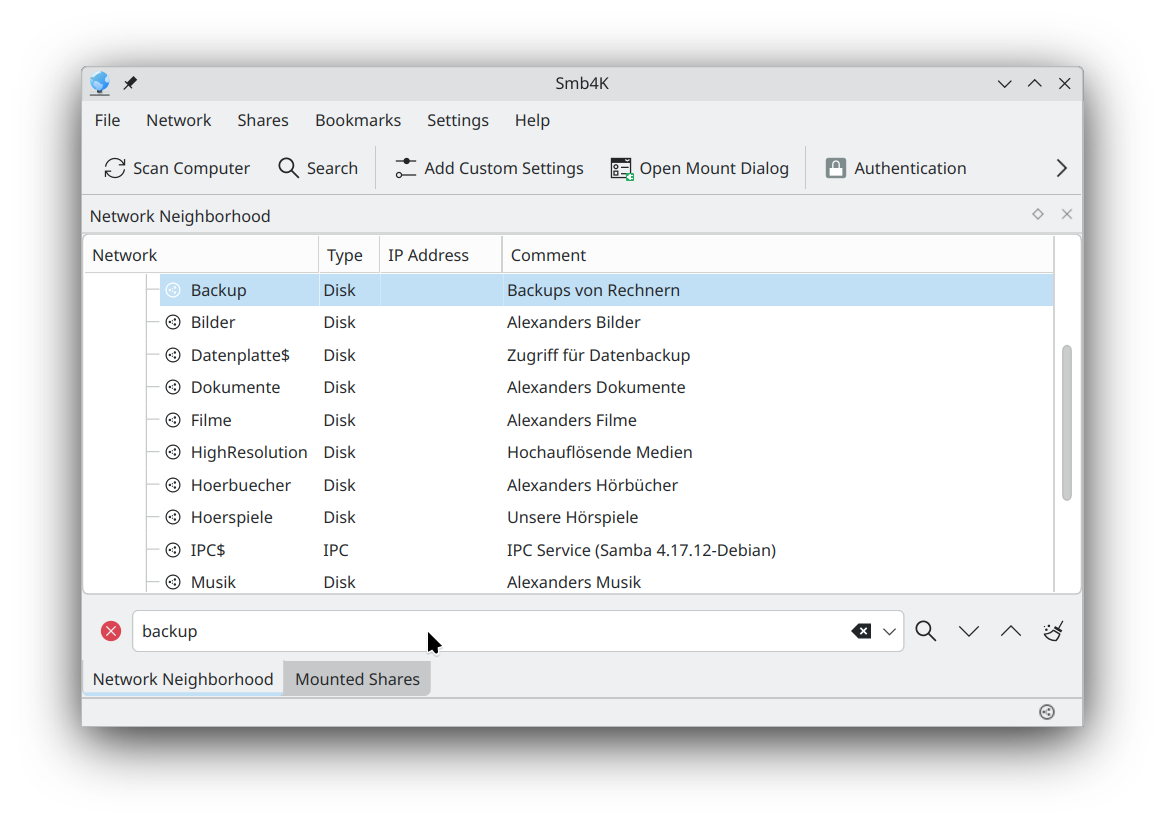 Smb4K
File Network Shares Bookmarks Settings Help
Scan Computer Search Add Custom Settings Open Mount Dialog Authentication
Network Neighborhood
Network Type IP Address Comment
Backup Disk Backups von Rechnern
Bilder Disk Alexanders Bilder
Datenplatte$ Disk Zugriff für Datenbackup
Dokumente Disk Alexanders Dokumente
Filme Disk Alexanders Filme
HighResolution Disk Hochauflösende Medien
Hoerbuecher Disk Alexanders Hörbücher
Hoerspiele Disk Unsere Hörspiele
IPC$ IPC IPC Service (Samba 4.17.12-Debian)
Musik Disk Alexanders Musik
backup
Network Neighborhood Mounted Shares